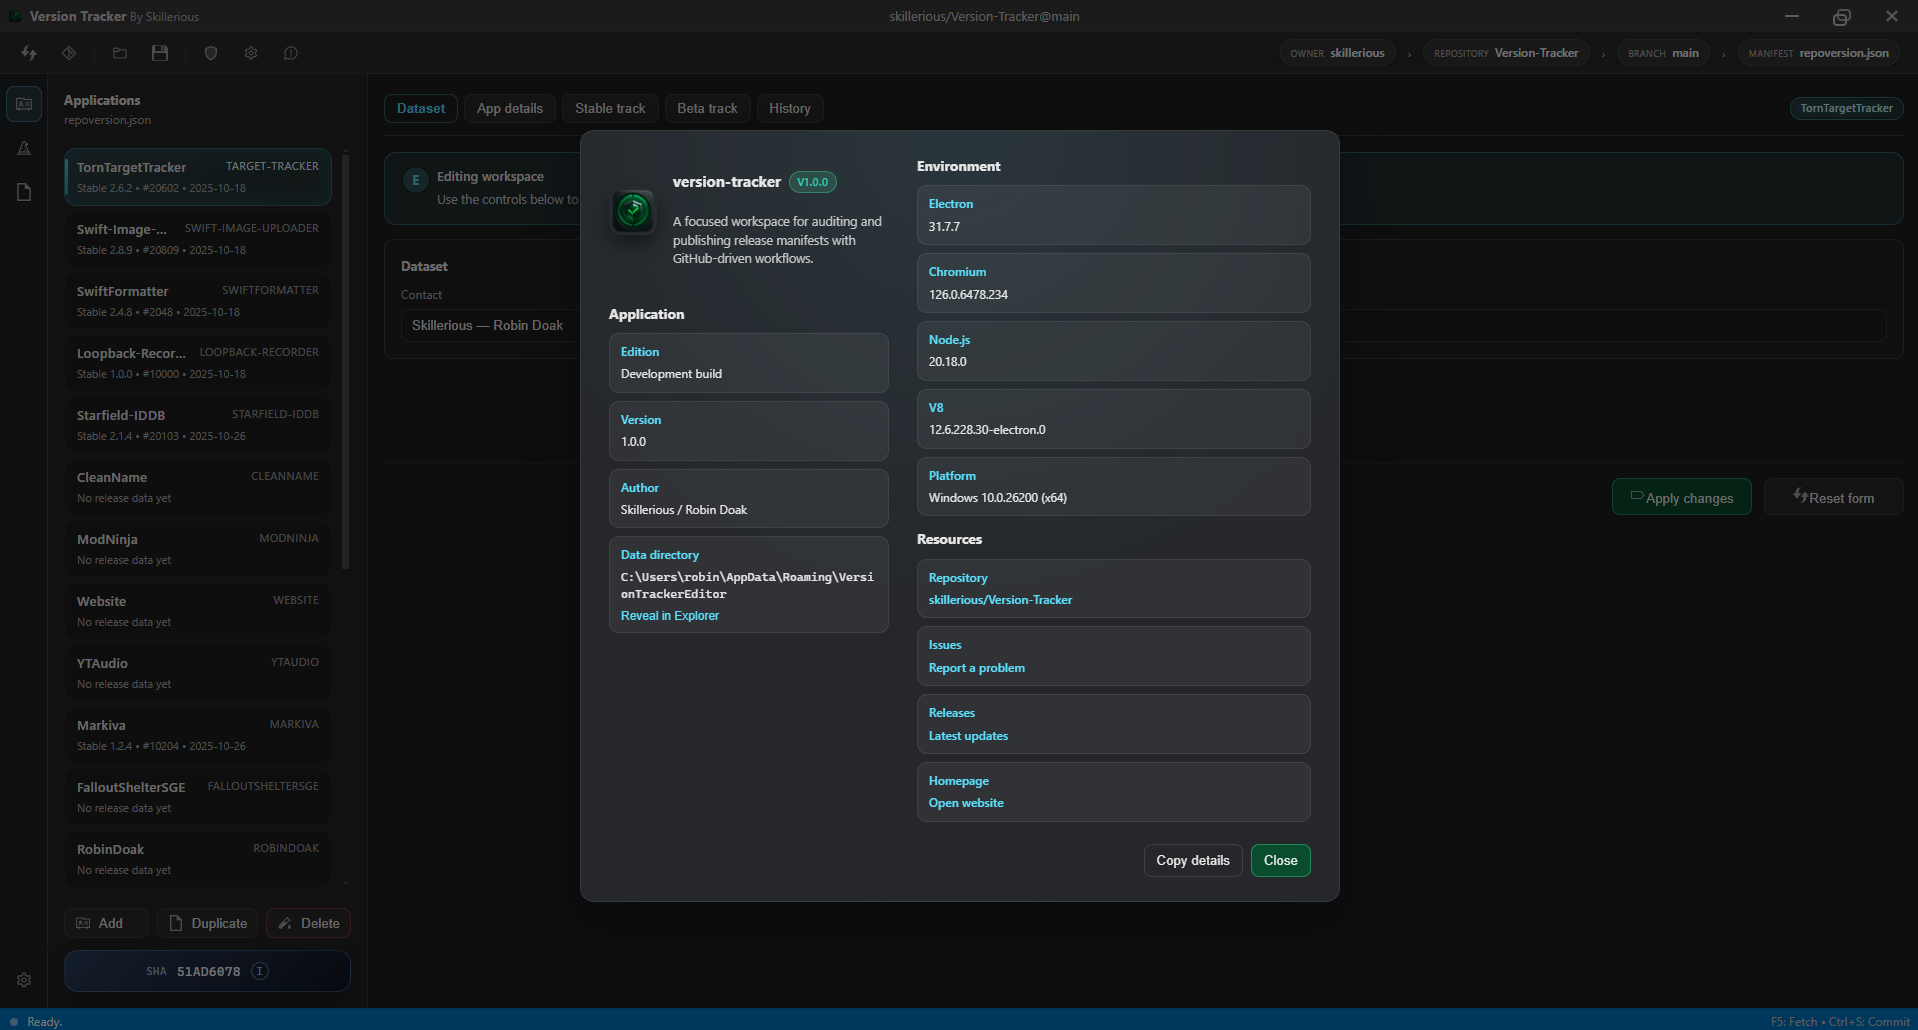 Version Tracker By Skillerious
skillerious/Version-Tracker@main
OWNER skillerious › REPOSITORY Version-Tracker › BRANCH main › MANIFEST repoversion.json
Applications
repoversion.json
TornTargetTracker TARGET-TRACKER
Stable 2.6.2 • #20602 • 2025-10-18
Swift-Image-... SWIFT-IMAGE-UPLOADER
Stable 2.8.9 • #20809 • 2025-10-18
SwiftFormatter SWIFTFORMATTER
Stable 2.4.8 • #2048 • 2025-10-18
Loopback-Recor... LOOPBACK-RECORDER
Stable 1.0.0 • #10000 • 2025-10-18
Starfield-IDDB STARFIELD-IDDB
Stable 2.1.4 • #20103 • 2025-10-26
CleanName CLEANNAME
No release data yet
ModNinja MODNINJA
No release data yet
Website WEBSITE
No release data yet
YTAudio YTAUDIO
No release data yet
Markiva MARKIVA
Stable 1.2.4 • #10204 • 2025-10-26
FalloutShelterSGE FALLOUTSHELTERSGE
No release data yet
RobinDoak ROBINDOAK
No release data yet
Add Duplicate Delete
SHA 51AD6078 I
Dataset App details Stable track Beta track History
TornTargetTracker
E Editing workspace
Use the controls below to
Dataset
Contact
Skillerious — Robin Doak
Apply changes Reset form
version-tracker V1.0.0
A focused workspace for auditing and
publishing release manifests with
GitHub-driven workflows.
Application
Edition
Development build
Version
1.0.0
Author
Skillerious / Robin Doak
Data directory
C:\Users\robin\AppData\Roaming\Versi
onTrackerEditor
Reveal in Explorer
Environment
Electron
31.7.7
Chromium
126.0.6478.234
Node.js
20.18.0
V8
12.6.228.30-electron.0
Platform
Windows 10.0.26200 (x64)
Resources
Repository
skillerious/Version-Tracker
Issues
Report a problem
Releases
Latest updates
Homepage
Open website
Copy details Close
Ready.
F5: Fetch • Ctrl+S: Commit